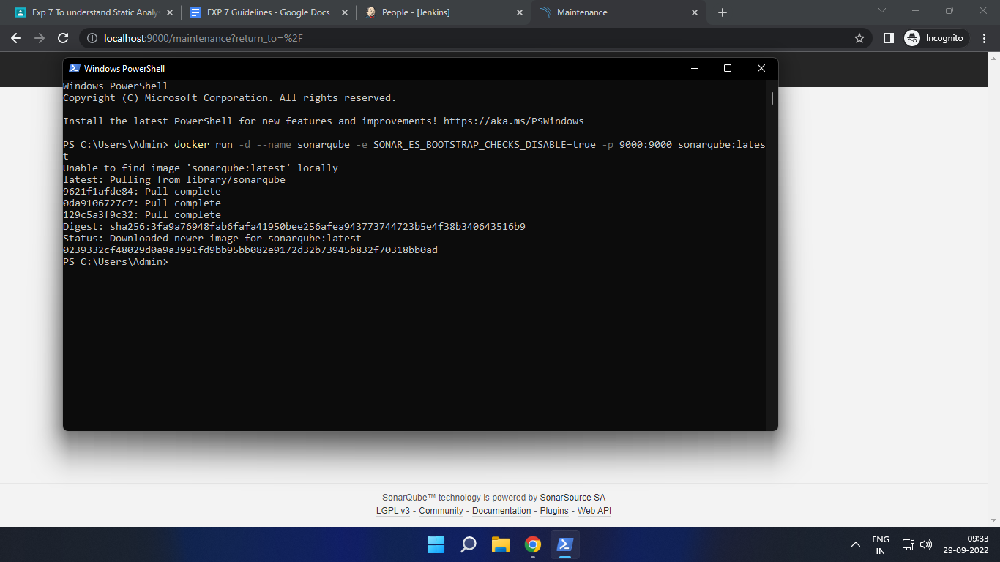 Exp 7 To understand Static Analys
EXP 7 Guidelines - Google Docs
People - [Jenkins]
Maintenance
localhost:9000/maintenance?return_to=%2F
Incognito
Windows PowerShell
Windows PowerShell
Copyright (C) Microsoft Corporation. All rights reserved.
Install the latest PowerShell for new features and improvements! https://aka.ms/PSWindows
PS C:\Users\Admin> docker run -d --name sonarqube -e SONAR_ES_BOOTSTRAP_CHECKS_DISABLE=true -p 9000:9000 sonarqube:lates
t
Unable to find image 'sonarqube:latest' locally
latest: Pulling from library/sonarqube
9621f1afde84: Pull complete
0da9106727c7: Pull complete
129c5a3f9c32: Pull complete
Digest: sha256:3fa9a76948fab6fafa41950bee256afea943773744723b5e4f38b340643516b9
Status: Downloaded newer image for sonarqube:latest
0239332cf48029d0a9a3991fd9bb95bb082e9172d32b73945b832f70318bb0ad
PS C:\Users\Admin>
SonarQube™ technology is powered by SonarSource SA
LGPL v3 - Community - Documentation - Plugins - Web API
ENG
IN
09:33
29-09-2022